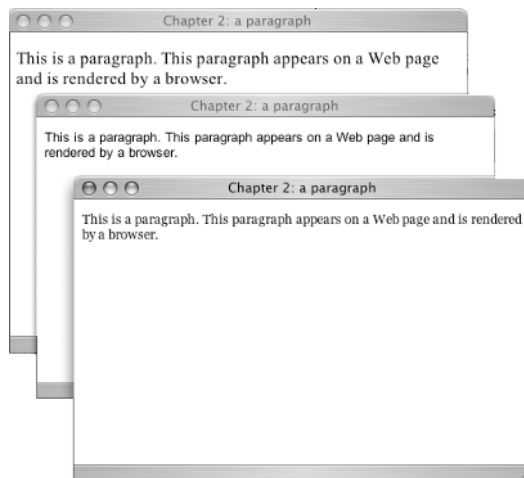 Chapter 2: a paragraph
This is a paragraph. This paragraph appears on a Web page
and is rendered by a browser.
Chapter 2: a paragraph
This is a paragraph. This paragraph appears on a Web page and is
rendered by a browser.
Chapter 2: a paragraph
This is a paragraph. This paragraph appears on a Web page and is rendered
by a browser.